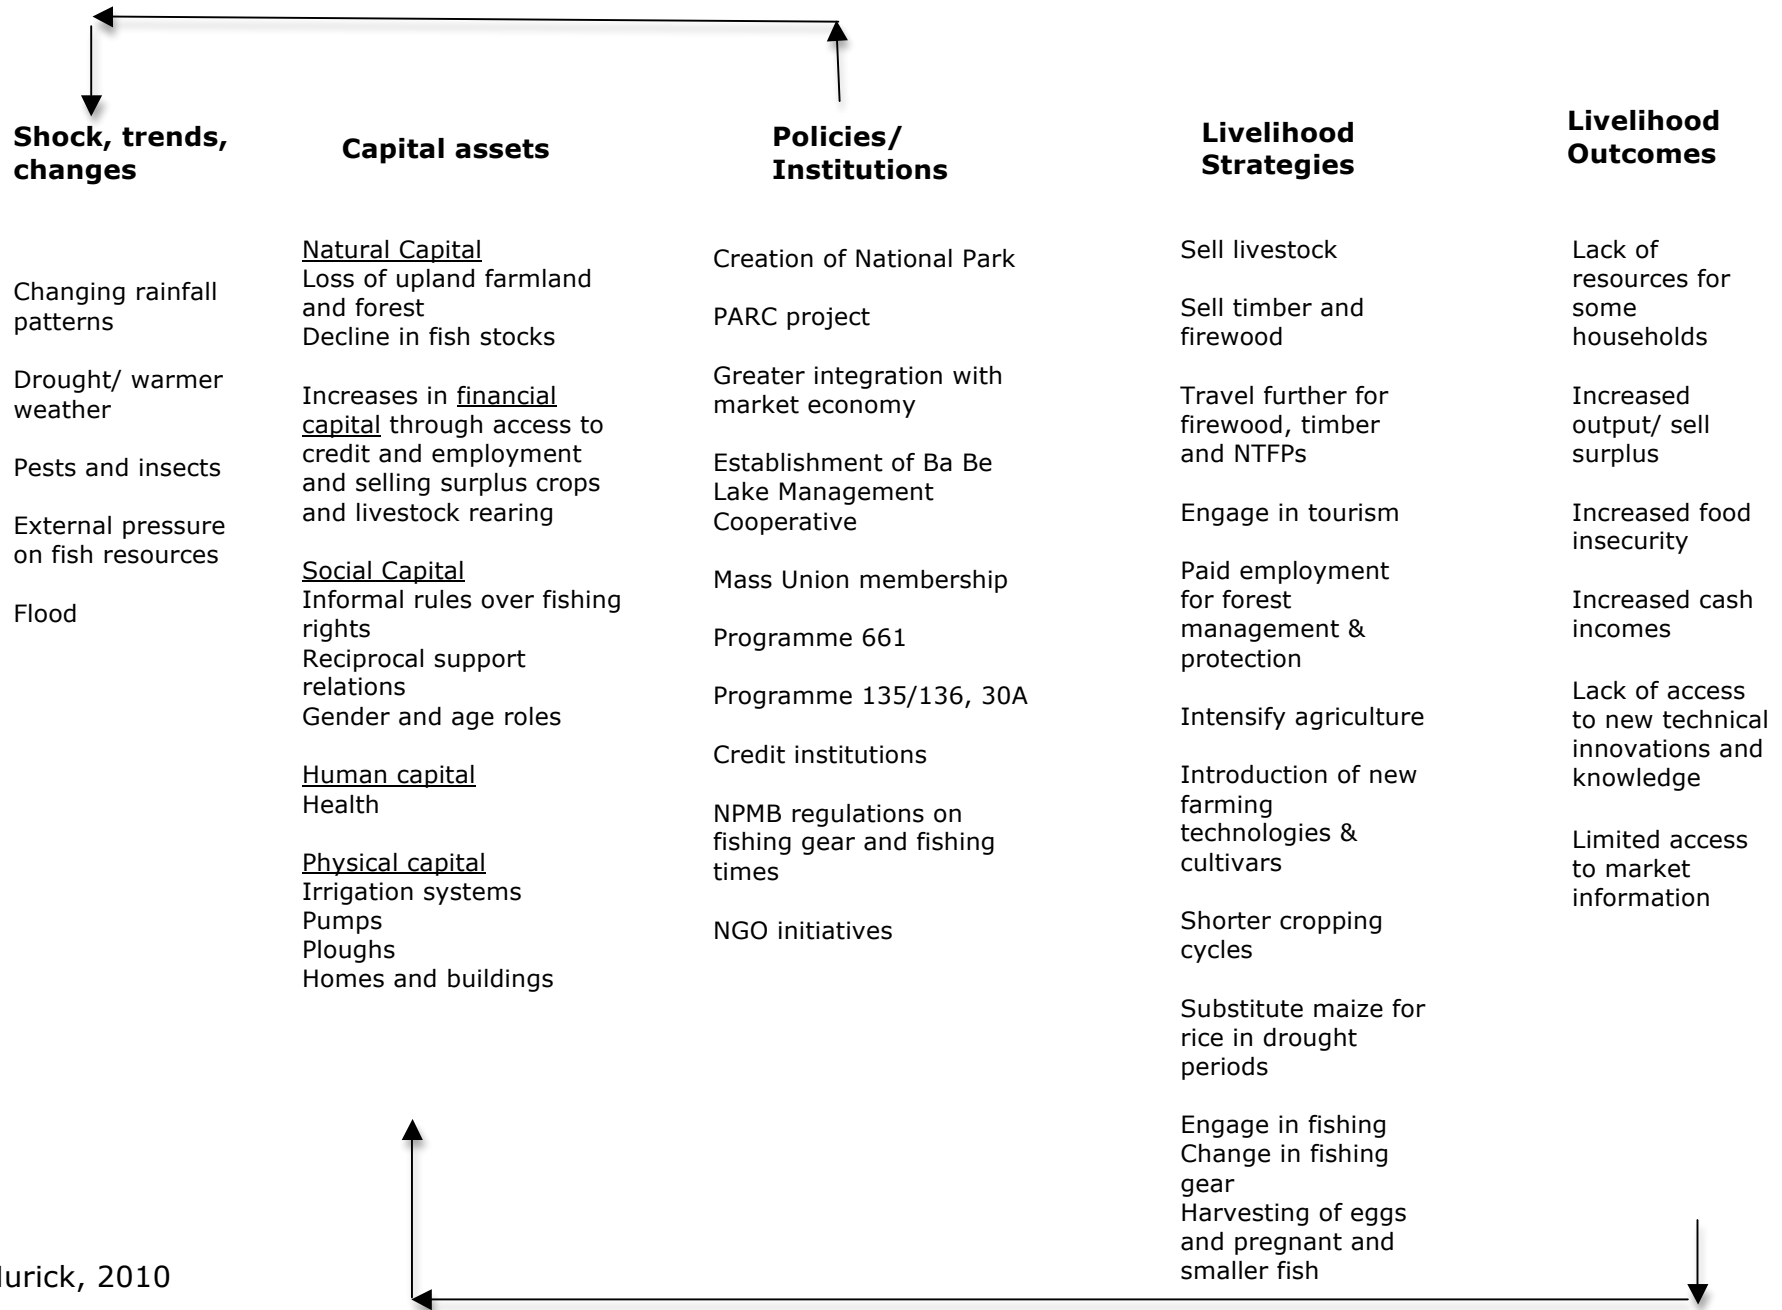 Shock, trends,
changes
Changing rainfall
patterns
Drought/ warmer
weather
Pests and insects
External pressure
on fish resources
Flood
Capital assets
Natural Capital
Loss of upland farmland
and forest
Decline in fish stocks
Increases in financial
capital through access to
credit and employment
and selling surplus crops
and livestock rearing
Social Capital
Informal rules over fishing
rights
Reciprocal support
relations
Gender and age roles
Human capital
Health
Physical capital
Irrigation systems
Pumps
Ploughs
Homes and buildings
Policies/
Institutions
Creation of National Park
PARC project
Greater integration with
market economy
Establishment of Ba Be
Lake Management
Cooperative
Mass Union membership
Programme 661
Programme 135/136, 30A
Credit institutions
NPMB regulations on
fishing gear and fishing
times
NGO initiatives
Livelihood
Strategies
Sell livestock
Sell timber and
firewood
Travel further for
firewood, timber
and NTFPs
Engage in tourism
Paid employment
for forest
management &
protection
Intensify agriculture
Introduction of new
farming
technologies &
cultivars
Shorter cropping
cycles
Substitute maize for
rice in drought
periods
Engage in fishing
Change in fishing
gear
Harvesting of eggs
and pregnant and
smaller fish
Livelihood
Outcomes
Lack of
resources for
some
households
Increased
output/ sell
surplus
Increased food
insecurity
Increased cash
incomes
Lack of access
to new technical
innovations and
knowledge
Limited access
to market
information
2010